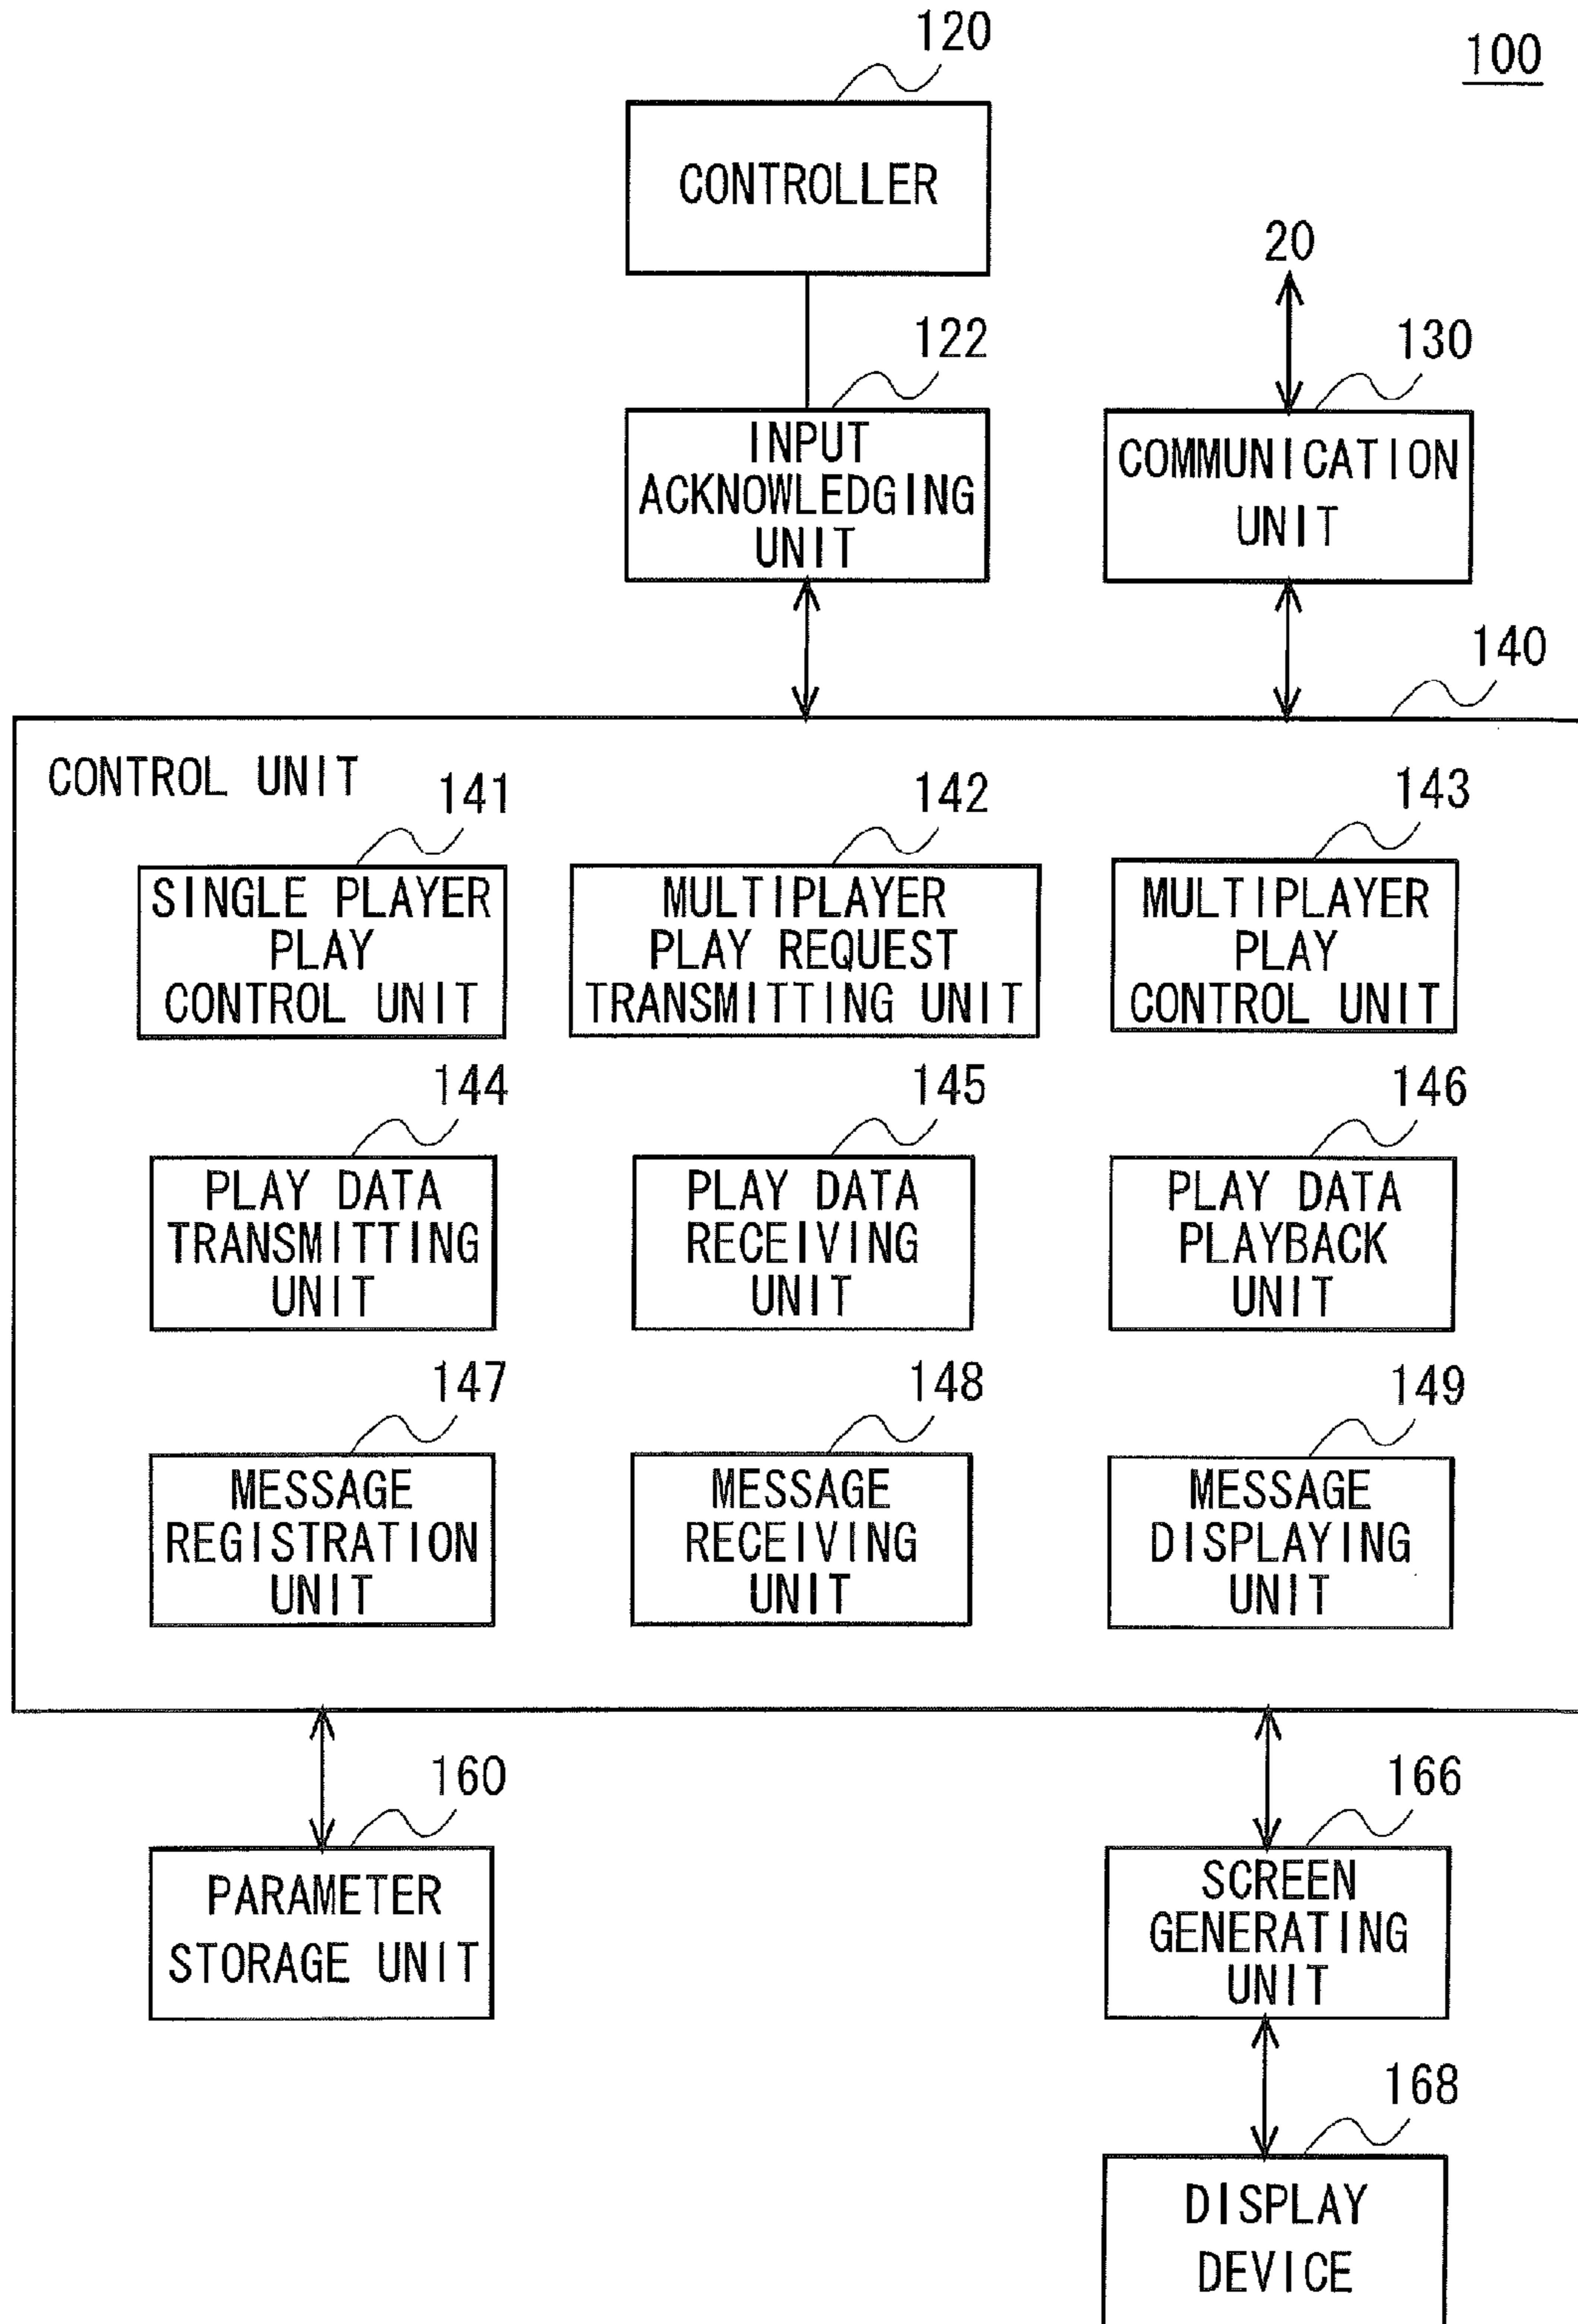 120
100
CONTROLLER
20
122
130
INPUT
ACKNOWLEDGING
UNIT
COMMUNICATION
UNIT
140
CONTROL UNIT
141
142
143
SINGLE PLAYER
PLAY
CONTROL UNIT
MULTIPLAYER
PLAY REQUEST
TRANSMITTING UNIT
MULTIPLAYER
PLAY
CONTROL UNIT
144
145
146
PLAY DATA
TRANSMITTING
UNIT
PLAY DATA
RECEIVING
UNIT
PLAY DATA
PLAYBACK
UNIT
147
148
149
MESSAGE
REGISTRATION
UNIT
MESSAGE
RECEIVING
UNIT
MESSAGE
DISPLAYING
UNIT
160
166
PARAMETER
STORAGE UNIT
SCREEN
GENERATING
UNIT
168
DISPLAY
DEVICE